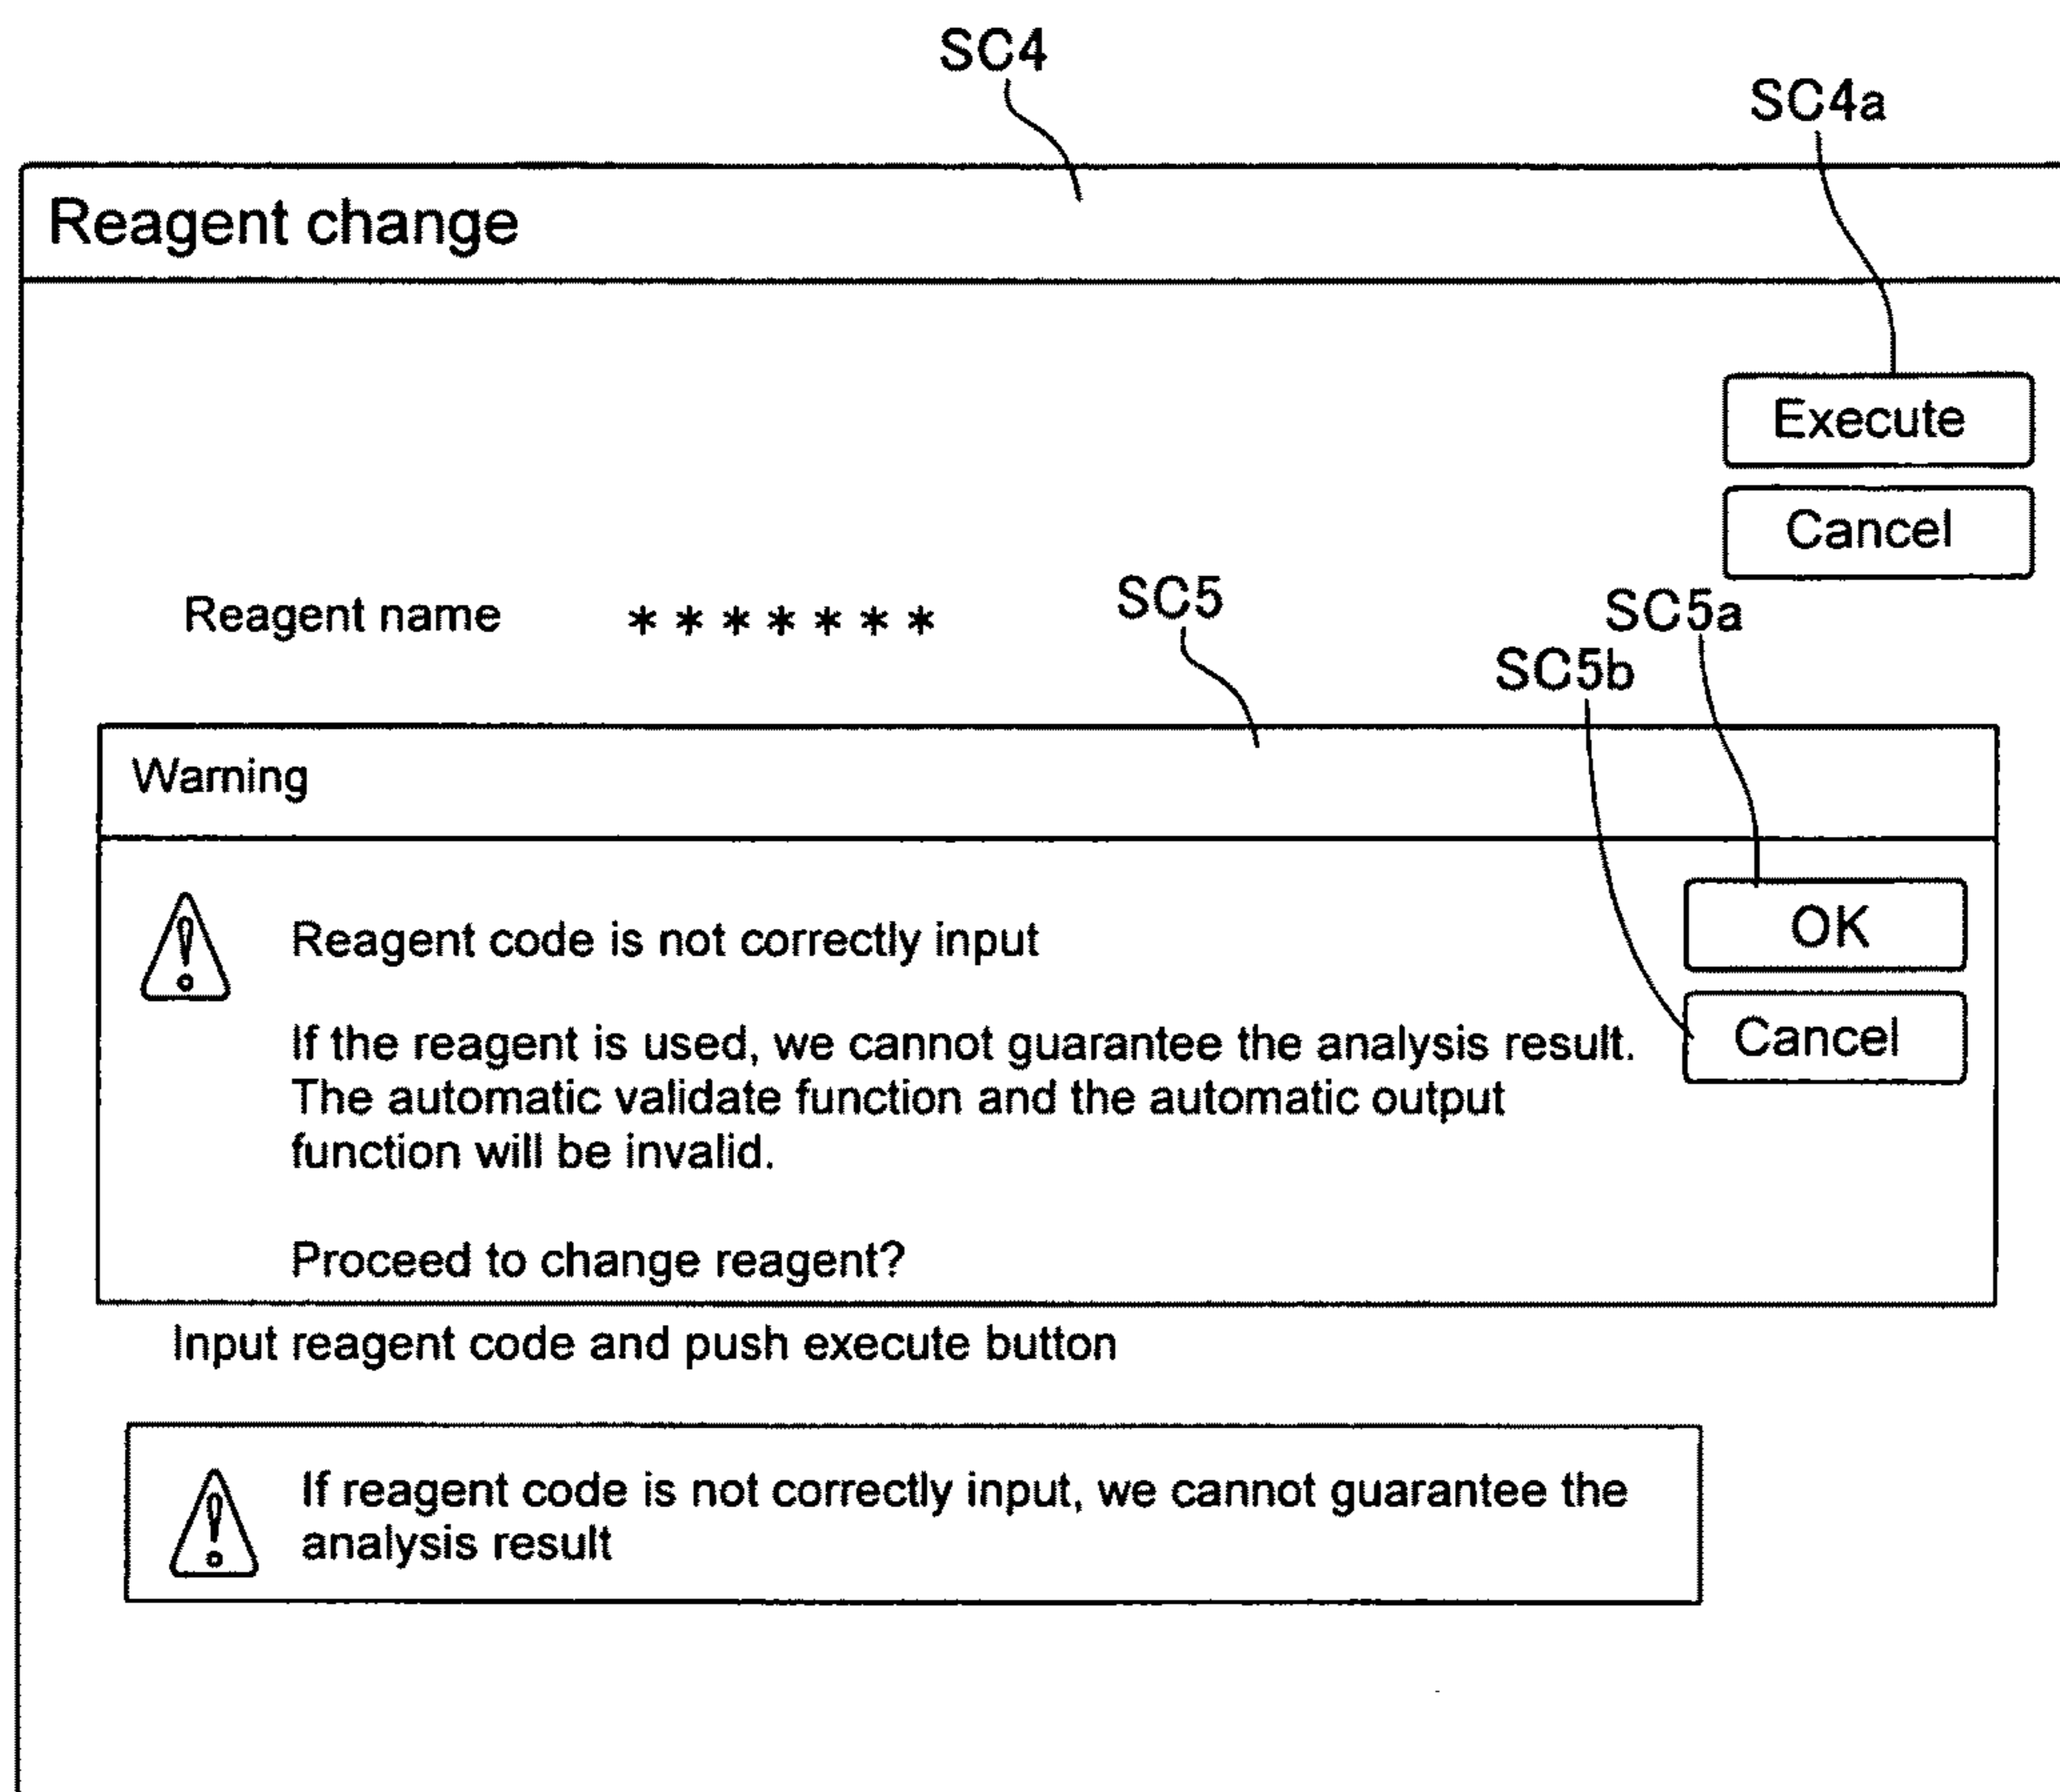 SC4
SC4a
Reagent change
Execute
Cancel
Reagent name * * * * * * *
SC5
SC5a
SC5b
Warning
Reagent code is not correctly input
OK
If the reagent is used, we cannot guarantee the analysis result.
Cancel
The automatic validate function and the automatic output
function will be invalid.
Proceed to change reagent?
Input reagent code and push execute button
If reagent code is not correctly input, we cannot guarantee the
analysis result